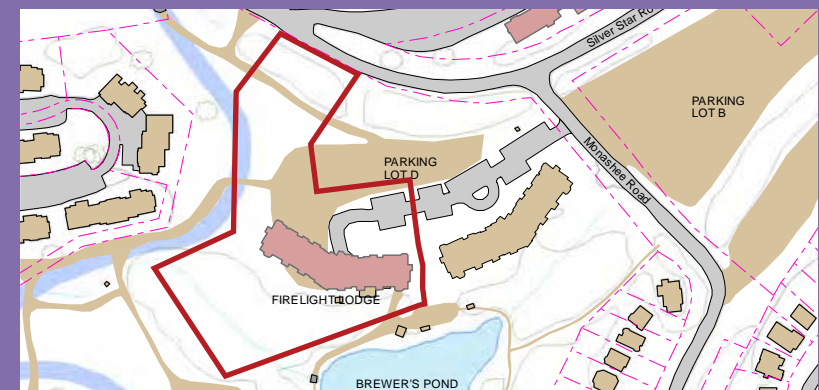 Silver Star Ro
PARKING
LOT B
Monashee Road
PARKING
LOT D
FIRELIGHT LODGE
BREWER'S POND